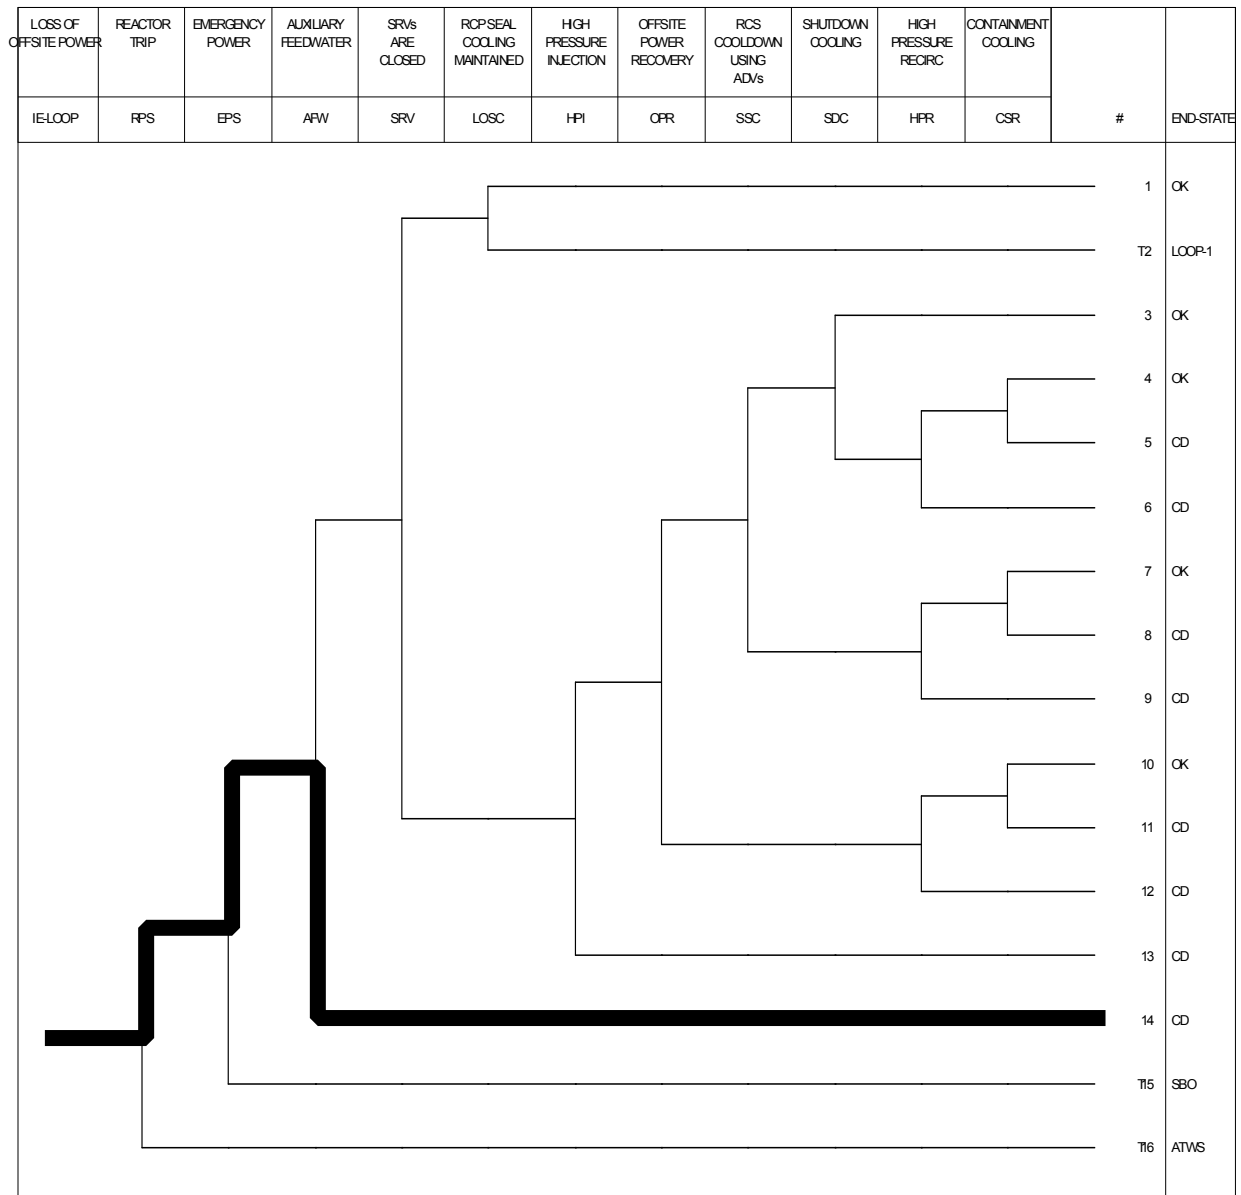 LOSS OF OFFSITE POWER
REACTOR TRIP
EMERGENCY POWER
AUXILIARY FEEDWATER
SRVs ARE CLOSED
RCP SEAL COOLING MAINTAINED
HIGH PRESSURE INJECTION
OFFSITE POWER RECOVERY
RCS COOLDOWN USING ADVs
SHUTDOWN COOLING
HIGH PRESSURE RECIRC
CONTAINMENT COOLING
IE-LOOP RPS EPS AFW SRV LOSC HPI OPR SSC SDC HPR CSR # END-STATE
1 OK
T2 LOOP-1
3 OK
4 OK
5 CD
6 CD
7 OK
8 CD
9 CD
10 OK
11 CD
12 CD
13 CD
14 CD
T15 SBO
T16 ATWS